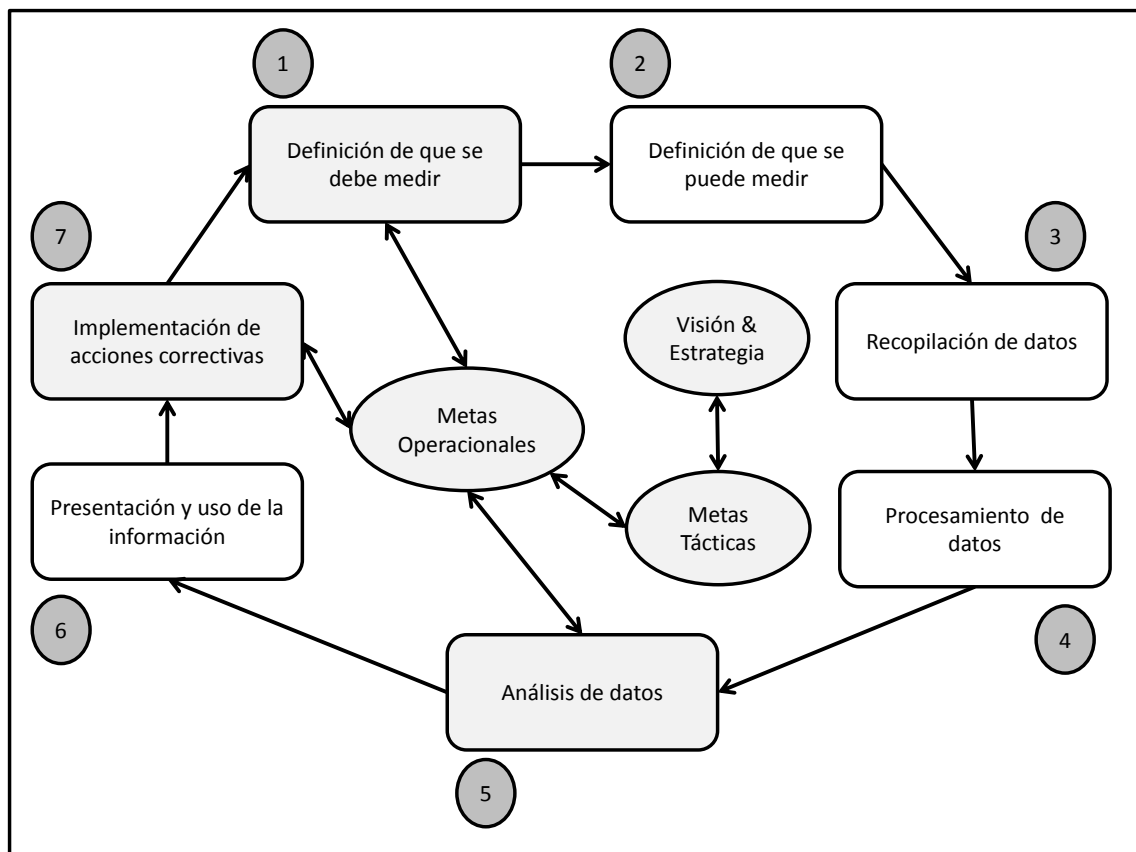 1
Definición de que se
debe medir
2
Definición de que se
puede medir
3
Recopilación de datos
4
Procesamiento de
datos
5
Análisis de datos
6
Presentación y uso de la
información
7
Implementación de
acciones correctivas
Metas
Operacionales
Visión &
Estrategia
Metas
Tácticas